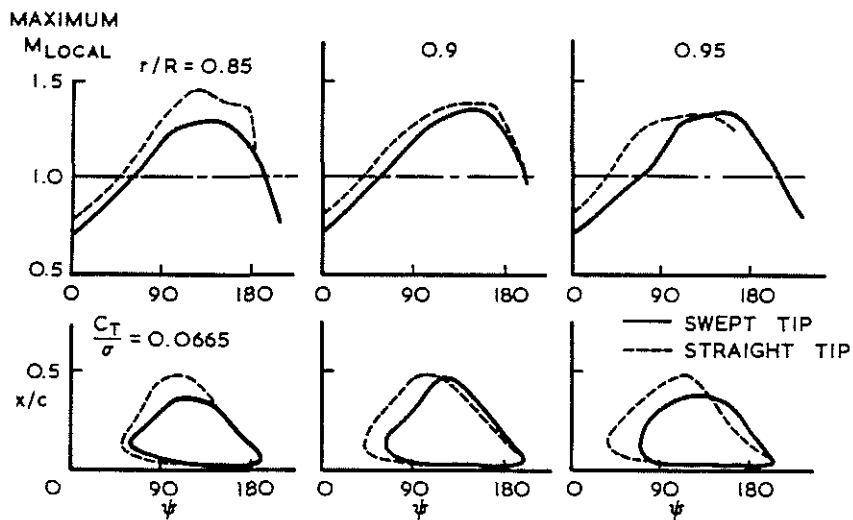 MAXIMUM
M LOCAL
r/R = 0.85
0.9
0.95
1.5
1.0
0.5
0 90 180
0 90 180
0 90 180
C_T/σ = 0.0665
SWEPT TIP
STRAIGHT TIP
0.5
x/c
0
90 180
0 90 180
0 90 180
ψ
ψ
ψ